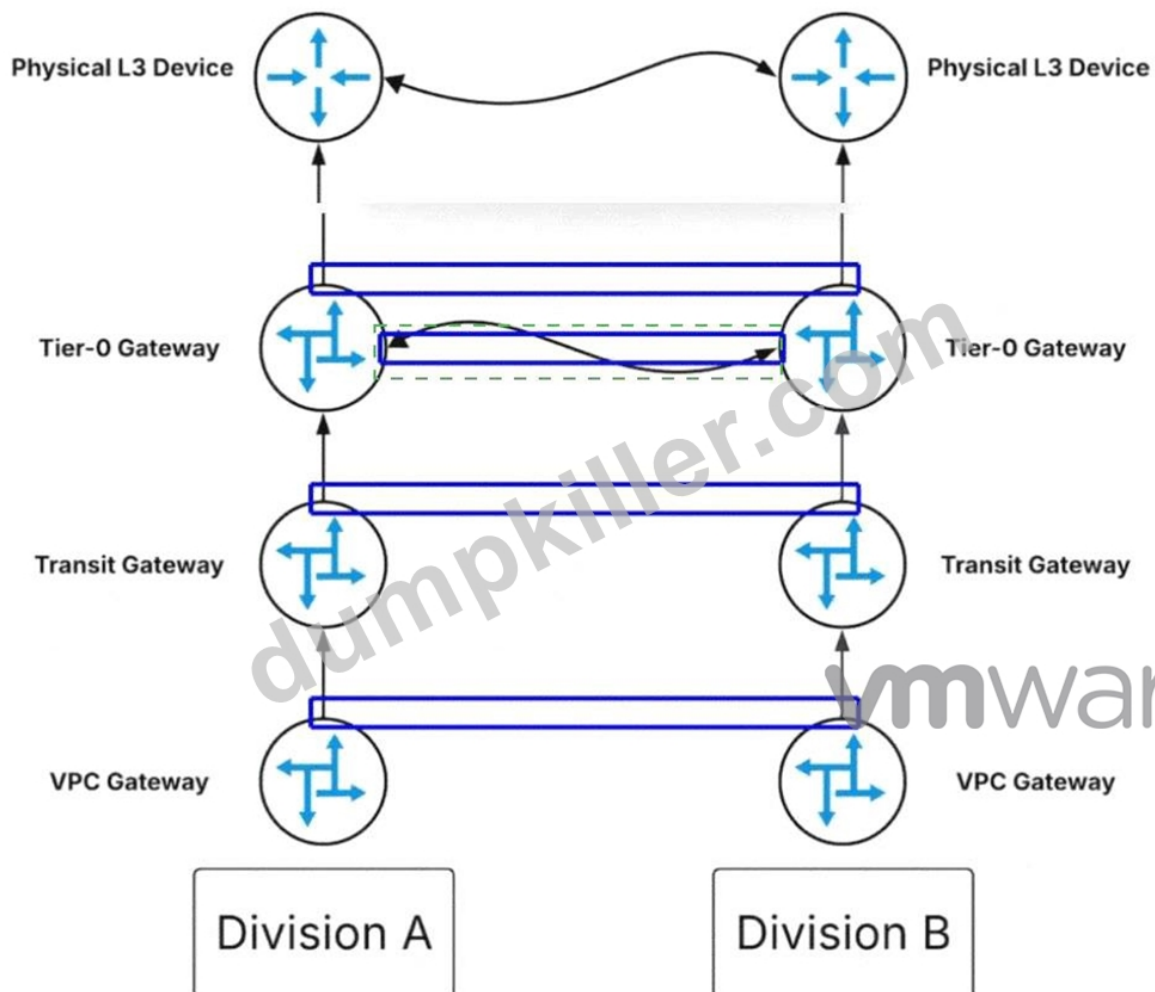 Physical L3 Device
Physical L3 Device
Tier-0 Gateway
Tier-0 Gateway
dumpkiller.com
Transit Gateway
Transit Gateway
vmwar
VPC Gateway
VPC Gateway
Division A
Division B